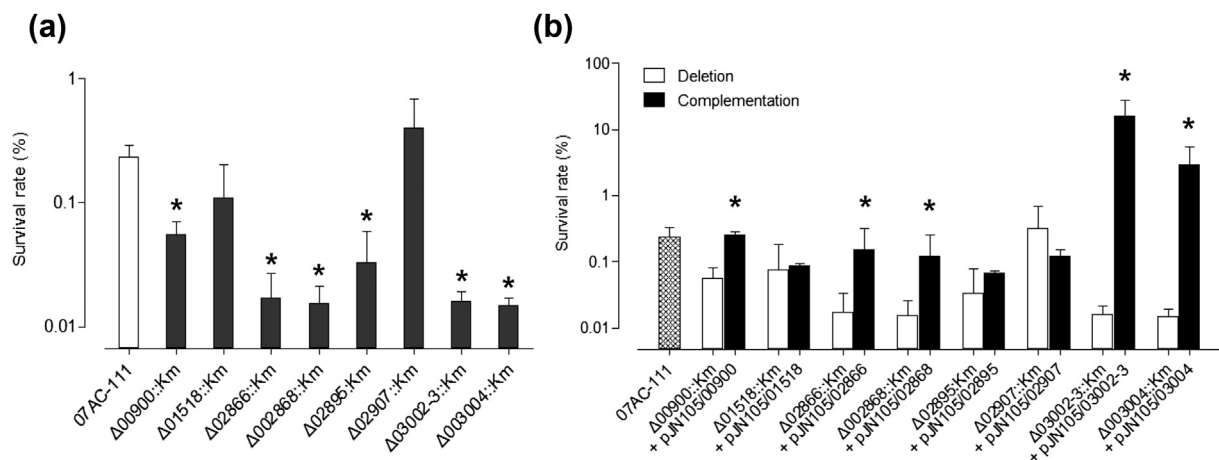 (a)
Survival rate (%)
1
0.1
0.01
*
*
*
*
*
*
07AC-111
Δ00900::Km
Δ01518::Km
Δ02866::Km
Δ002868::Km
Δ02895:Km
Δ02907::Km
Δ03002-3::Km
Δ003004::Km
(b)
Survival rate (%)
100
10
1
0.1
0.01
Deletion
Complementation
*
*
*
*
*
07AC-111
Δ00900::Km
+ pJN105/00900
Δ01518::Km
+ pJN105/01518
Δ02866::Km
+ pJN105/02866
Δ002868::Km
+ pJN105/02868
Δ02895:Km
+ pJN105/02895
Δ02907::Km
+ pJN105/02907
Δ03002-3::Km
+ pJN105/03002-3
Δ003004::Km
+ pJN105/03004